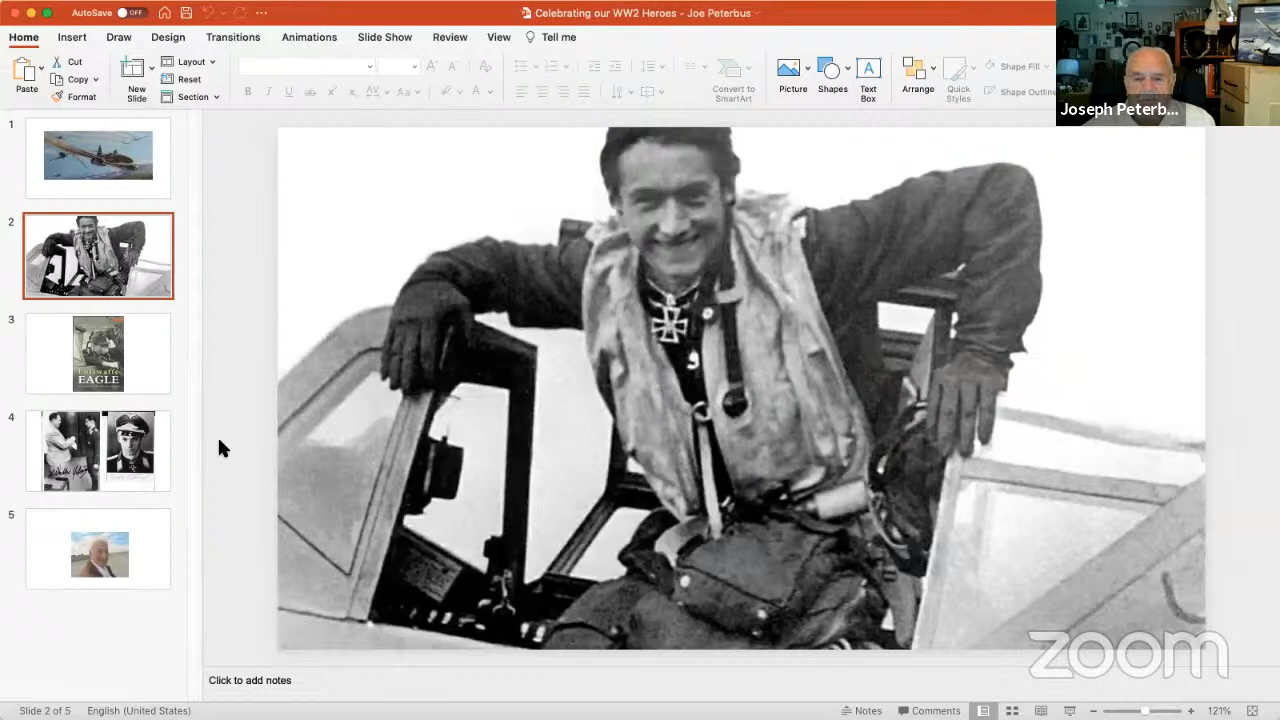 AutoSave OFF
Celebrating our WW2 Heroes - Joe Peterbus
Home Insert Draw Design Transitions Animations Slide Show Review View Tell me
Paste
Cut
Copy
Format
New
Slide
Layout
Reset
Section
Convert to
SmartArt
Picture
Shapes
Text
Box
Arrange
Quick
Styles
Shape Fill
Shape Outline
Joseph Peterb...
1
2
3
Luftwaffe
EAGLE
4
5
zoom
Click to add notes
Slide 2 of 5 English (United States) Notes Comments 121%